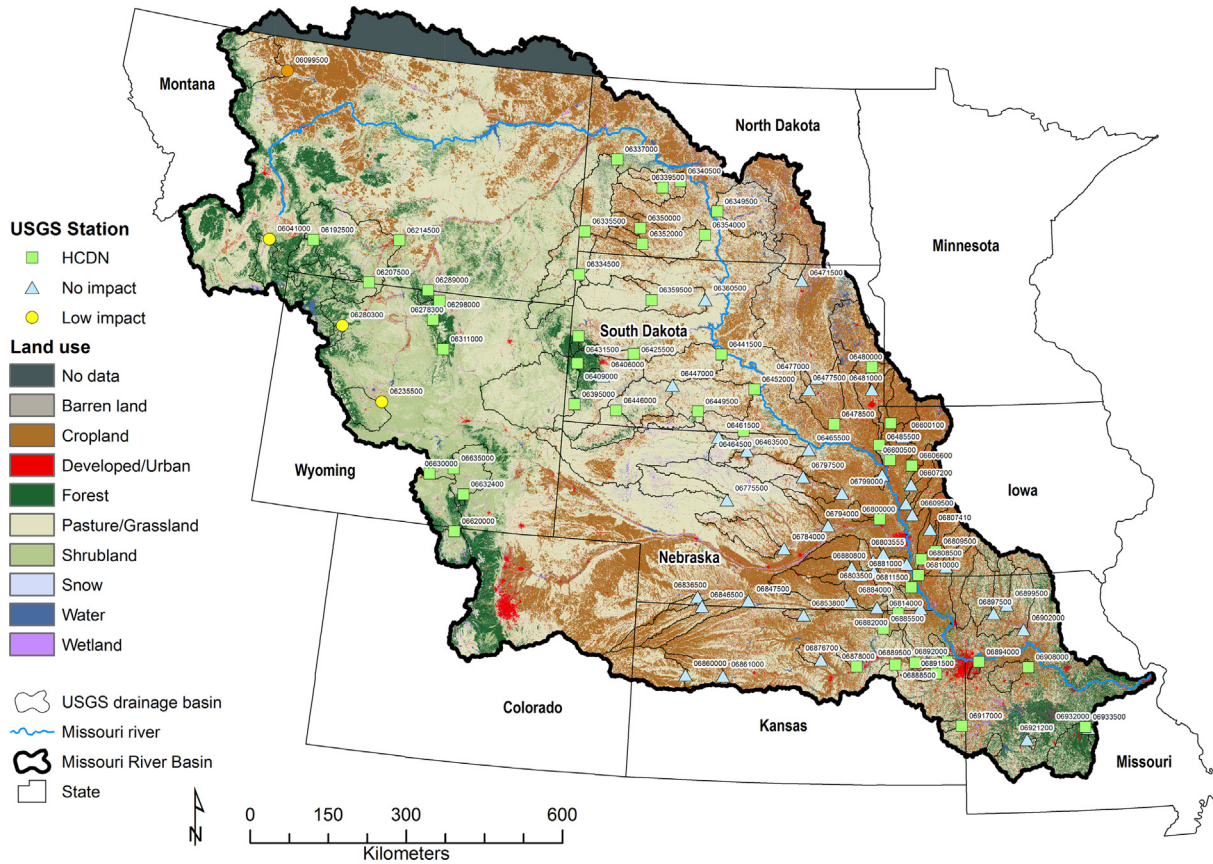 06099500
Montana
North Dakota
06337000
06340500
06339500
06349500
06350000
06335500
06354000
06352000
USGS Station
HCDN
No impact
Low impact
Land use
No data
Barren land
Cropland
Developed/Urban
Forest
Pasture/Grassland
Shrubland
Snow
Water
Wetland
USGS drainage basin
Missouri river
Missouri River Basin
State
06041000
06192500
06214500
Minnesota
06334500
06471500
06207500
06289000
06360500
06359500
06298000
06278300
06280300
06311000
South Dakota
06431500
06425500
06441500
06480000
06406000
06409000
06477000
06447000
06452000
06477500
06481000
06235500
06395000
06446000
06449500
06478500
06600100
06461500
06465500
06485500
06464500
06463500
06600500
06606600
Wyoming
06630000
06635000
06797500
06607200
Iowa
06632400
06775500
06799000
06609500
06620000
06794000
06800000
06807410
06784000
06803555
06809500
Nebraska
06880800
06881000
06808500
06810000
06803500
06811500
06836500
06846500
06847500
06884000
06899500
06897500
06853800
06814000
06885500
06882000
06902000
06876700
06878000
06889500
06892000
06894000
06908000
06860000
06861000
06891500
06888500
Colorado
Kansas
06917000
06932000
06933500
06921200
Missouri
N
0 150 300 600
Kilometers